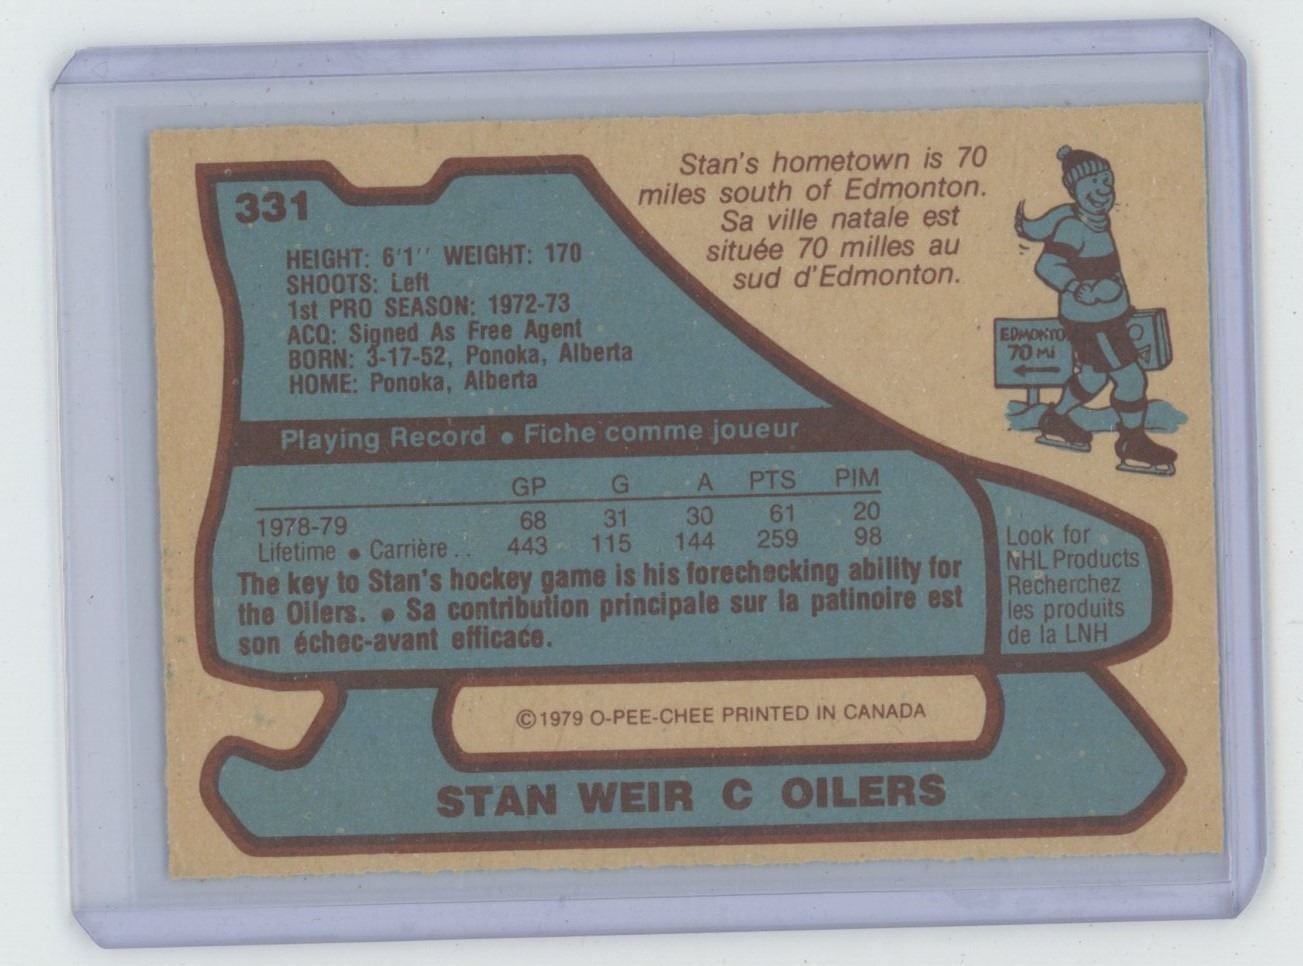 331
HEIGHT: 6'1'' WEIGHT: 170
SHOOTS: Left
1st PRO SEASON: 1972-73
ACQ: Signed As Free Agent
BORN: 3-17-52, Ponoka, Alberta
HOME: Ponoka, Alberta
Stan's hometown is 70
miles south of Edmonton.
Sa ville natale est
située 70 milles au
sud d'Edmonton.
EDMONTO
70 Mi
Playing Record • Fiche comme joueur
GP G A PTS PIM
1978-79 68 31 30 61 20
Lifetime • Carrière .. 443 115 144 259 98
The key to Stan's hockey game is his forechecking ability for
the Oilers. • Sa contribution principale sur la patinoire est
son échec-avant efficace.
Look for
NHL Products
Recherchez
les produits
de la LNH
©1979 O-PEE-CHEE PRINTED IN CANADA
STAN WEIR C OILERS